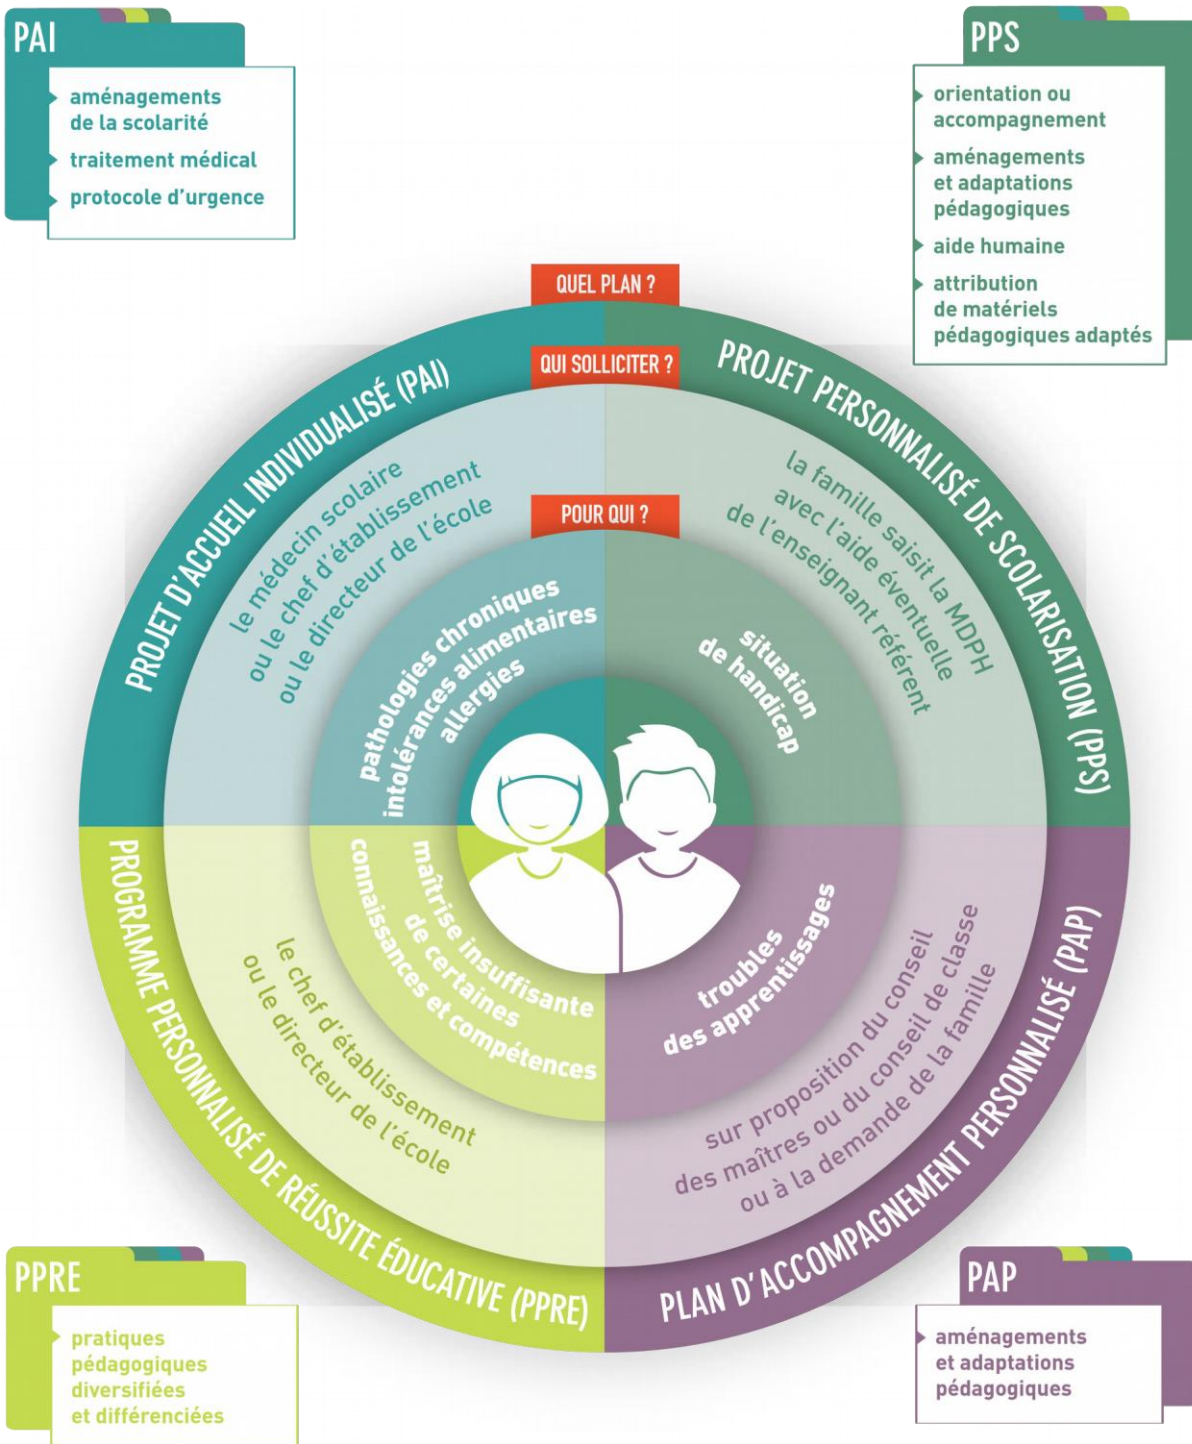 PAI
aménagements
de la scolarité
traitement médical
protocole d'urgence
PPS
orientation ou
accompagnement
aménagements
et adaptations
pédagogiques
aide humaine
attribution
de matériels
pédagogiques adaptés
QUEL PLAN ?
QUI SOLLICITER ?
POUR QUI ?
PROJET D'ACCUEIL INDIVIDUALISÉ (PAI)
le médecin scolaire
ou le chef d'établissement
ou le directeur de l'école
pathologies chroniques
intolérances alimentaires
allergies
PROJET PERSONNALISÉ DE SCOLARISATION (PPS)
la famille saisit la MDPH
avec l'aide éventuelle
de l'enseignant référent
situation
de handicap
PROGRAMME PERSONNALISÉ DE RÉUSSITE ÉDUCATIVE (PPRE)
le chef d'établissement
ou le directeur de l'école
maîtrise insuffisante
de certaines
connaissances et compétences
PLAN D'ACCOMPAGNEMENT PERSONNALISÉ (PAP)
sur proposition du conseil
des maîtres ou du conseil de classe
ou à la demande de la famille
troubles
des apprentissages
PPRE
pratiques
pédagogiques
diversifiées
et différenciées
PAP
aménagements
et adaptations
pédagogiques